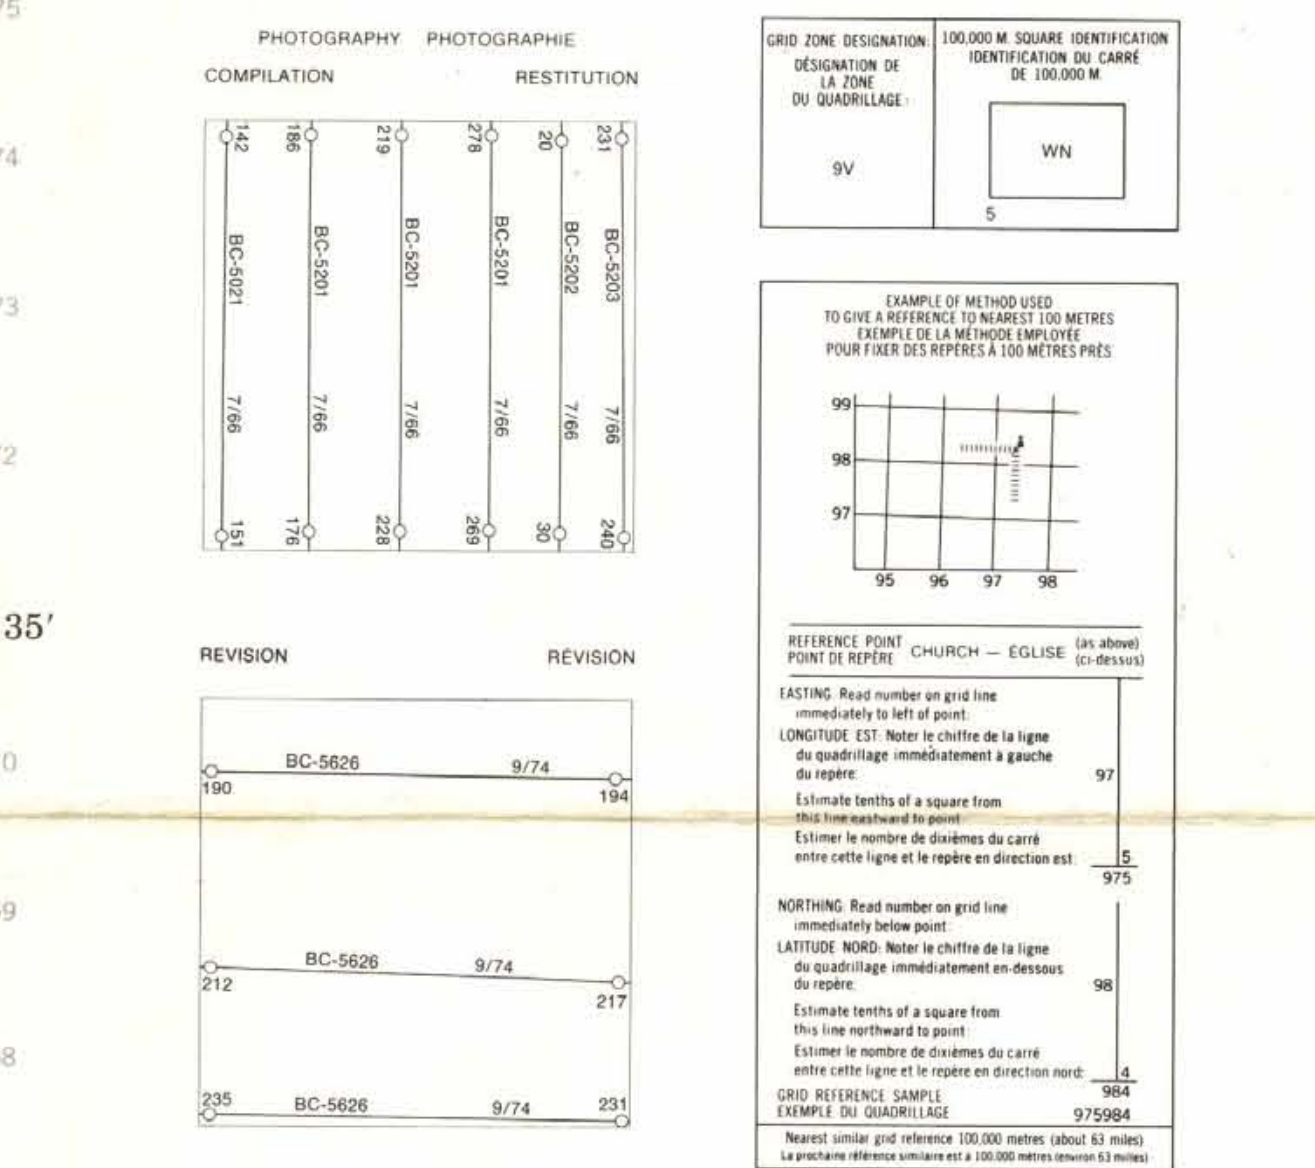 PHOTOGRAPHY PHOTOGRAPHIE
COMPILATION RESTITUTION
142 186 219 278 20 231
BC-5021 BC-5201 BC-5201 BC-5201 BC-5202 BC-5203
7/66 7/66 7/66 7/66 7/66 7/66
151 176 228 269 30 240
35′
REVISION RÉVISION
BC-5626 9/74
190 194
BC-5626 9/74
212 217
235 BC-5626 9/74 231
GRID ZONE DESIGNATION:
DÉSIGNATION DE
LA ZONE
DU QUADRILLAGE:
9V
100,000 M. SQUARE IDENTIFICATION
IDENTIFICATION DU CARRÉ
DE 100,000 M.
WN
5
EXAMPLE OF METHOD USED
TO GIVE A REFERENCE TO NEAREST 100 METRES
EXEMPLE DE LA MÉTHODE EMPLOYÉE
POUR FIXER DES REPÈRES À 100 MÈTRES PRÈS
99
98
97
95 96 97 98
REFERENCE POINT
POINT DE REPÈRE
CHURCH — ÉGLISE
(as above)
(ci-dessus)
EASTING: Read number on grid line
immediately to left of point:
LONGITUDE EST: Noter le chiffre de la ligne
du quadrillage immédiatement à gauche
du repère: 97
Estimate tenths of a square from
this line eastward to point:
Estimer le nombre de dixièmes du carré
entre cette ligne et le repère en direction est: 5
975
NORTHING: Read number on grid line
immediately below point:
LATITUDE NORD: Noter le chiffre de la ligne
du quadrillage immédiatement en-dessous
du repère: 98
Estimate tenths of a square from
this line northward to point:
Estimer le nombre de dixièmes du carré
entre cette ligne et le repère en direction nord: 4
GRID REFERENCE SAMPLE 984
EXEMPLE DU QUADRILLAGE 975984
Nearest similar grid reference 100,000 metres (about 63 miles)
La prochaine référence similaire est à 100,000 mètres (environ 63 milles)